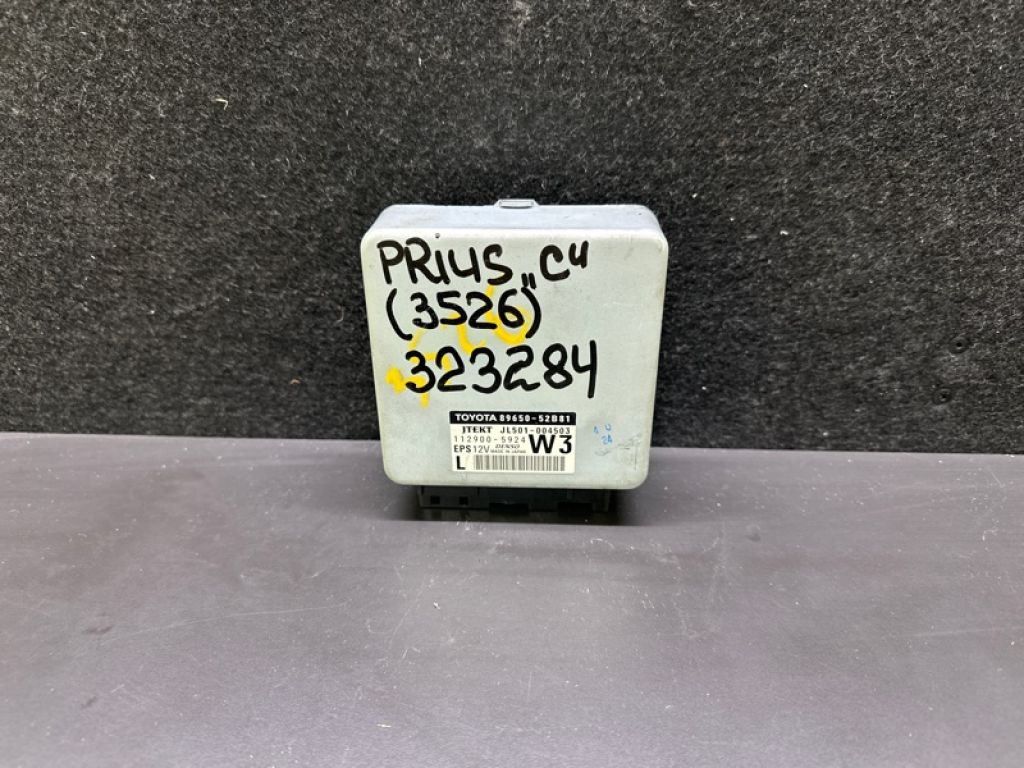 PRIUS „C“
(3526)
323284
TOYOTA 89650-52B81
JTEKT JL501-004503
112900-5924 W3
EPS 12V DENSO MADE IN JAPAN
L